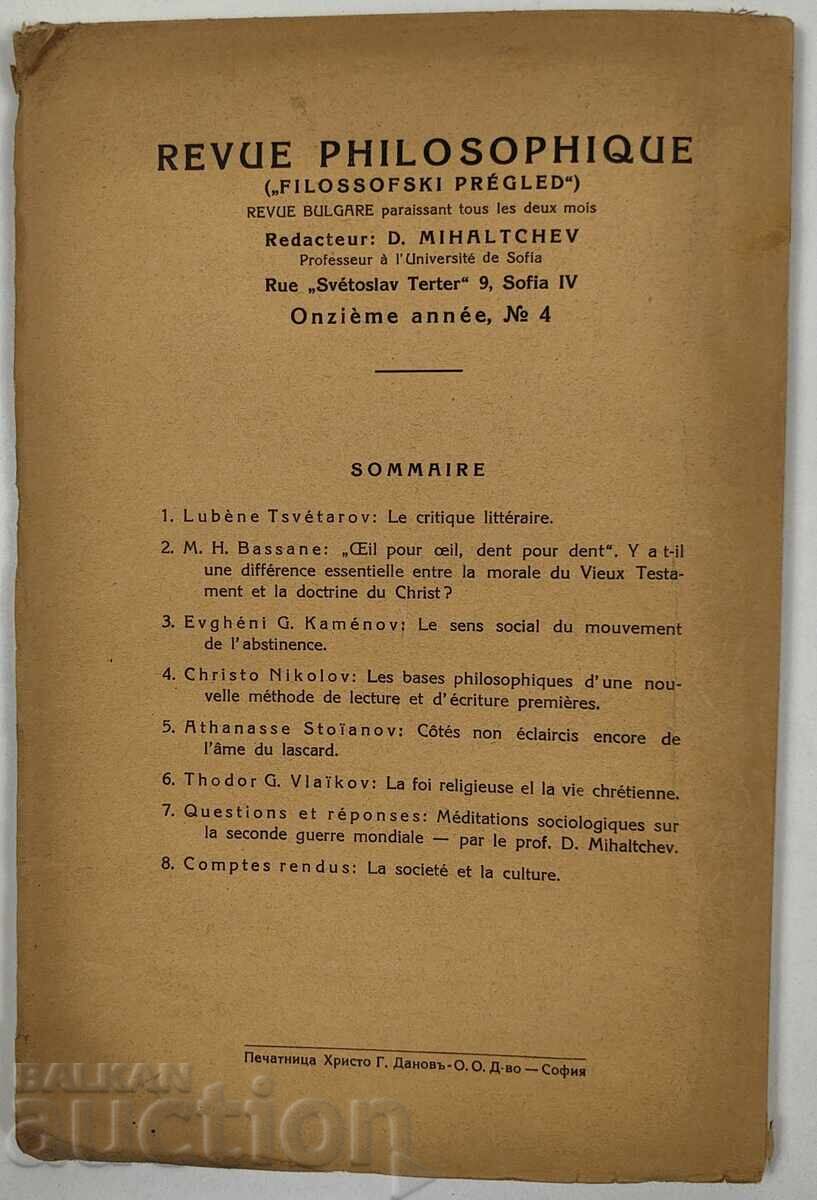 REVUE PHILOSOPHIQUE
(„FILOSSOFSKI PRÉGLED“)
REVUE BULGARE paraissant tous les deux mois
Redacteur: D. MIHALTCHEV
Professeur à l'Université de Sofia
Rue „Svétoslav Terter“ 9, Sofia IV
Onzième année, № 4
SOMMAIRE
1. Lubène Tsvétarov: Le critique littéraire.
2. M. H. Bassane: „Œil pour œil, dent pour dent“. Y a t-il
une différence essentielle entre la morale du Vieux Testa-
ment et la doctrine du Christ?
3. Evghéni G. Kaménov: Le sens social du mouvement
de l'abstinence.
4. Christo Nikolov: Les bases philosophiques d'une nou-
velle méthode de lecture et d'écriture premières.
5. Athanasse Stoïanov: Côtés non éclaircis encore de
l'âme du lascard.
6. Thodor G. Vlaïkov: La foi religieuse el la vie chrétienne.
7. Questions et réponses: Méditations sociologiques sur
la seconde guerre mondiale — par le prof. D. Mihaltchev.
8. Comptes rendus: La societé et la culture.
Печатница Христо Г. Дановъ-О. О. Д-во — София
BALKAN
auction